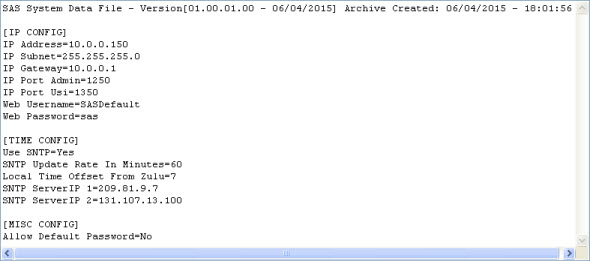 SAS System Data File - Version[01.00.01.00 - 06/04/2015] Archive Created: 06/04/2015 - 18:01:56
[IP CONFIG]
IP Address=10.0.0.150
IP Subnet=255.255.255.0
IP Gateway=10.0.0.1
IP Port Admin=1250
IP Port Usi=1350
Web Username=SASDefault
Web Password=sas
[TIME CONFIG]
Use SNTP=Yes
SNTP Update Rate In Minutes=60
Local Time Offset From Zulu=7
SNTP ServerIP 1=209.81.9.7
SNTP ServerIP 2=131.107.13.100
[MISC CONFIG]
Allow Default Password=No